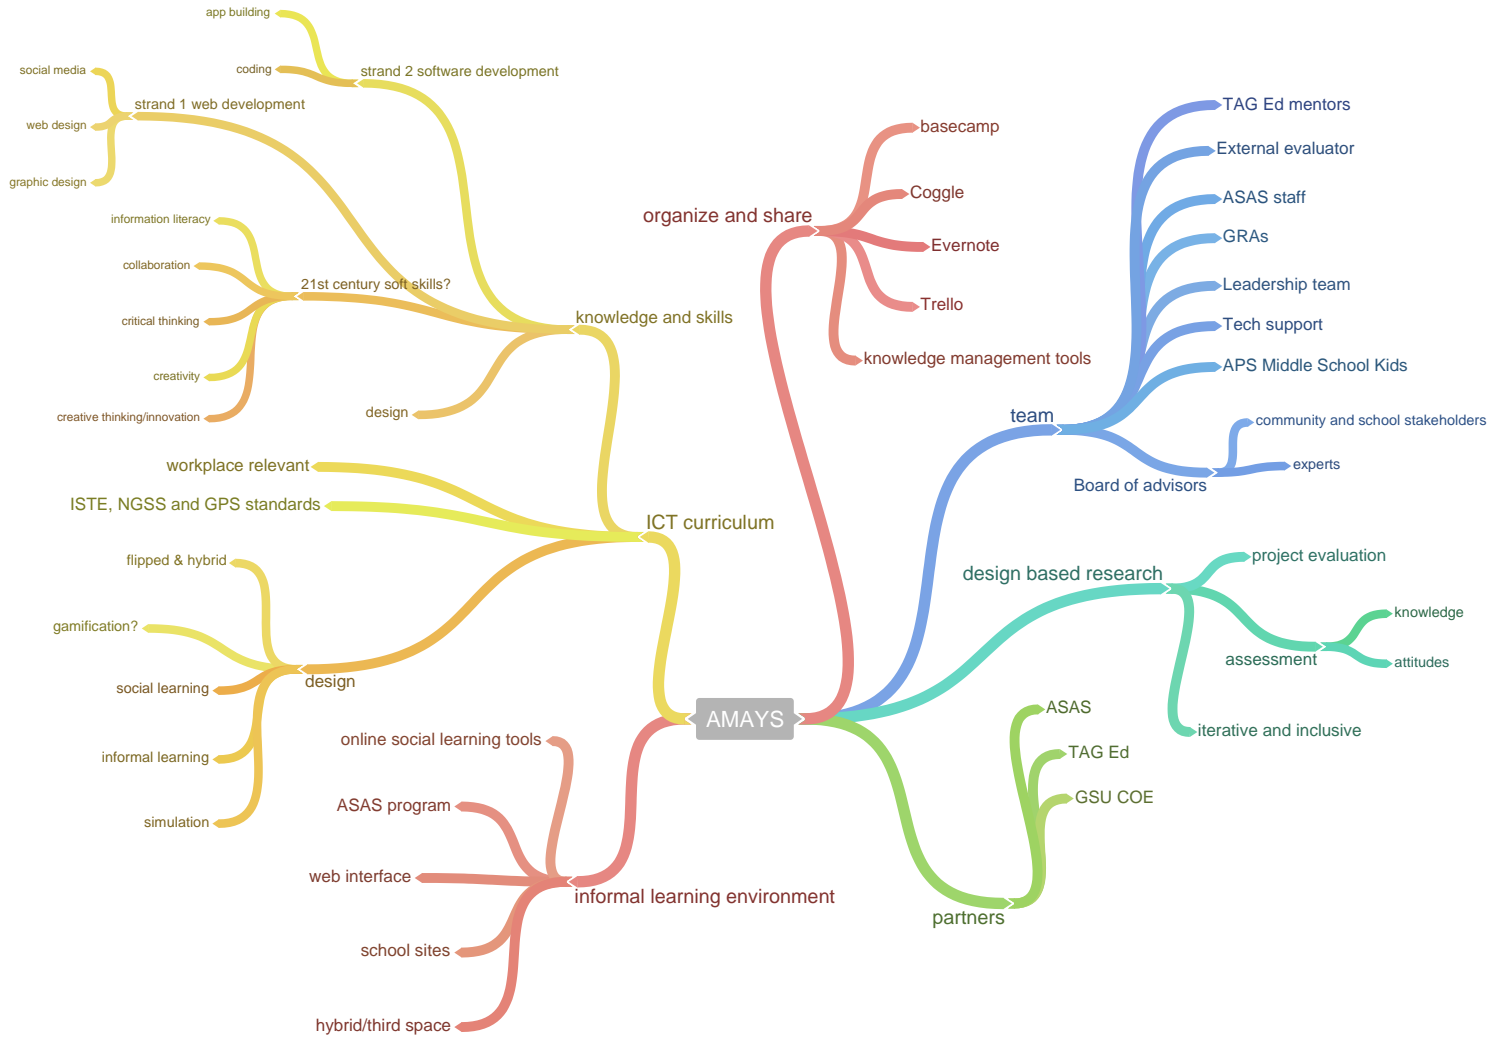 AMAYS
ICT curriculum
knowledge and skills
strand 2 software development
app building
coding
strand 1 web development
social media
web design
graphic design
21st century soft skills?
information literacy
collaboration
critical thinking
creativity
creative thinking/innovation
design
workplace relevant
ISTE, NGSS and GPS standards
design
flipped & hybrid
gamification?
social learning
informal learning
simulation
informal learning environment
online social learning tools
ASAS program
web interface
school sites
hybrid/third space
organize and share
basecamp
Coggle
Evernote
Trello
knowledge management tools
team
TAG Ed mentors
External evaluator
ASAS staff
GRAs
Leadership team
Tech support
APS Middle School Kids
Board of advisors
community and school stakeholders
experts
design based research
project evaluation
assessment
knowledge
attitudes
iterative and inclusive
partners
ASAS
TAG Ed
GSU COE